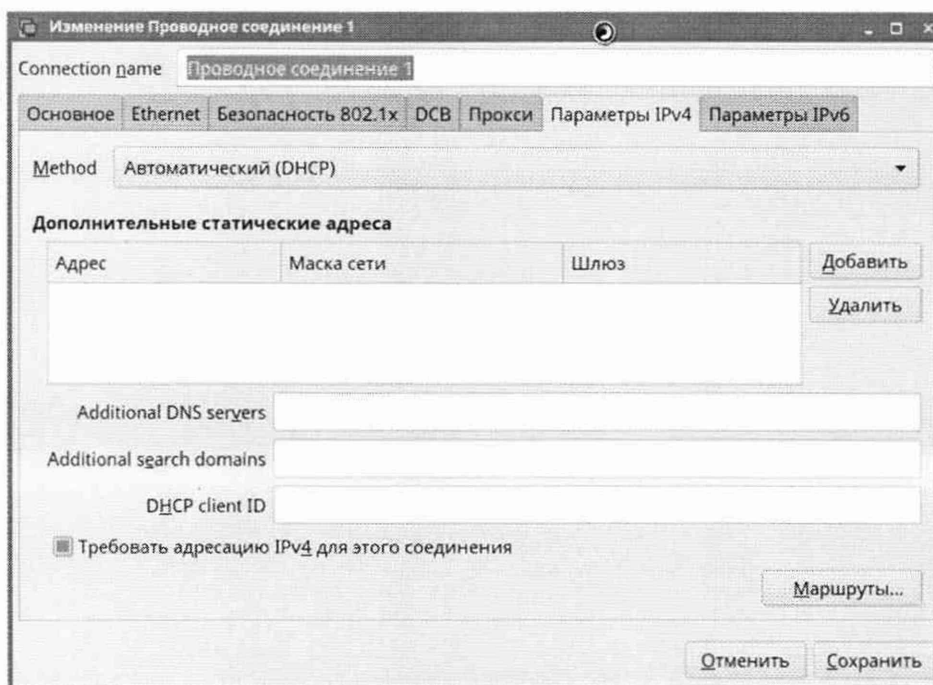 Изменение Проводное соединение 1
Connection name Проводное соединение 1
Основное Ethernet Безопасность 802.1x DCB Прокси Параметры IPv4 Параметры IPv6
Method Автоматический (DHCP)
Дополнительные статические адреса
Адрес Маска сети Шлюз Добавить
Удалить
Additional DNS servers
Additional search domains
DHCP client ID
Требовать адресацию IPv4 для этого соединения
Маршруты...
Отменить Сохранить